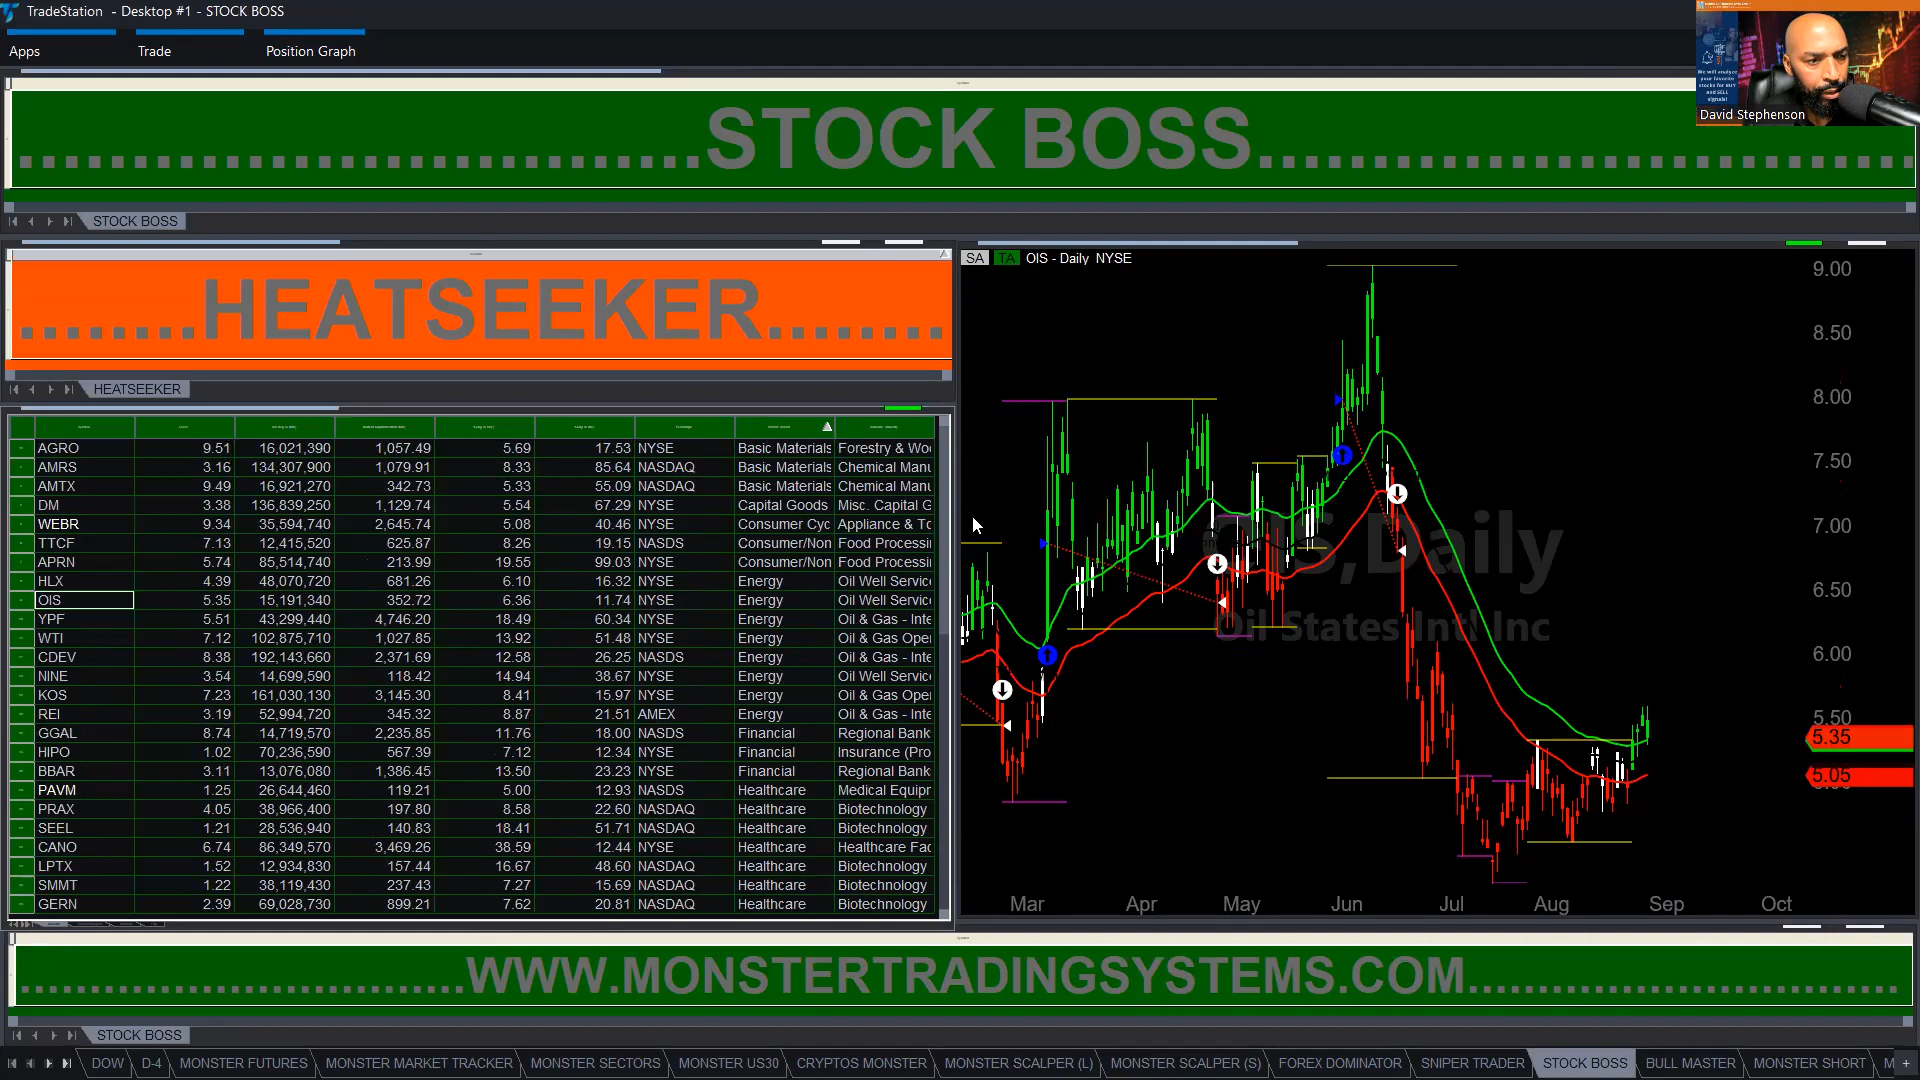 TradeStation - Desktop #1 - STOCK BOSS
Apps Trade Position Graph
We will analyze
your favorite
stocks for BUY
and SELL
signals!
David Stephenson
STOCK BOSS
STOCK BOSS
HEATSEEKER
HEATSEEKER
SA TA OIS - Daily NYSE
AGRO 9.51 16,021,390 1,057.49 5.69 17.53 NYSE Basic Materials Forestry & Wo
AMRS 3.16 134,307,900 1,079.91 8.33 85.64 NASDAQ Basic Materials Chemical Manu
AMTX 9.49 16,921,270 342.73 5.33 55.09 NASDAQ Basic Materials Chemical Manu
DM 3.38 136,839,250 1,129.74 5.54 67.29 NYSE Capital Goods Misc. Capital G
WEBR 9.34 35,594,740 2,645.74 5.08 40.46 NYSE Consumer Cyc Appliance & To
TTCF 7.13 12,415,520 625.87 8.26 19.15 NASDS Consumer/Non Food Processi
APRN 5.74 85,514,740 213.99 19.55 99.03 NYSE Consumer/Non Food Processi
HLX 4.39 48,070,720 681.26 6.10 16.32 NYSE Energy Oil Well Servic
OIS 5.35 15,191,340 352.72 6.36 11.74 NYSE Energy Oil Well Servic
YPF 5.51 43,299,440 4,746.20 18.49 60.34 NYSE Energy Oil & Gas - Inte
WTI 7.12 102,875,710 1,027.85 13.92 51.48 NYSE Energy Oil & Gas Ope
CDEV 8.38 192,143,660 2,371.69 12.58 26.25 NASDS Energy Oil & Gas - Inte
NINE 3.54 14,699,590 118.42 14.94 38.67 NYSE Energy Oil Well Servic
KOS 7.23 161,030,130 3,145.30 8.41 15.97 NYSE Energy Oil & Gas Ope
REI 3.19 52,994,720 345.32 8.87 21.51 AMEX Energy Oil & Gas - Inte
GGAL 8.74 14,719,570 2,235.85 11.76 18.00 NASDS Financial Regional Bank
HIPO 1.02 70,236,590 567.39 7.12 12.34 NYSE Financial Insurance (Pro
BBAR 3.11 13,076,080 1,386.45 13.50 23.23 NYSE Financial Regional Bank
PAVM 1.25 26,644,460 119.21 5.00 12.93 NASDS Healthcare Medical Equipr
PRAX 4.05 38,966,400 197.80 8.58 22.60 NASDAQ Healthcare Biotechnology
SEEL 1.21 28,536,940 140.83 18.41 51.71 NASDAQ Healthcare Biotechnology
CANO 6.74 86,349,570 3,469.26 38.59 12.44 NYSE Healthcare Healthcare Fac
LPTX 1.52 12,934,830 157.44 16.67 48.60 NASDAQ Healthcare Biotechnology
SMMT 1.22 38,119,430 237.43 7.27 15.69 NASDAQ Healthcare Biotechnology
GERN 2.39 69,028,730 899.21 7.62 20.81 NASDAQ Healthcare Biotechnology
OIS,Daily
Oil States Intl Inc
9.00
8.50
8.00
7.50
7.00
6.50
6.00
5.50
5.35
5.05
Mar Apr May Jun Jul Aug Sep Oct
WWW.MONSTERTRADINGSYSTEMS.COM
STOCK BOSS
DOW D-4 MONSTER FUTURES MONSTER MARKET TRACKER MONSTER SECTORS MONSTER US30 CRYPTOS MONSTER MONSTER SCALPER (L) MONSTER SCALPER (S) FOREX DOMINATOR SNIPER TRADER STOCK BOSS BULL MASTER MONSTER SHORT M +